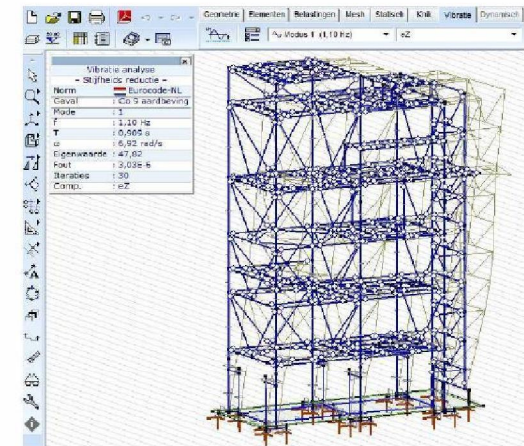 Geometrie Elementen Belastingen Mesh Statisch Knik Vibratie Dynamisch
Modus 1 (1,10 Hz) eZ
Vibratie analyse
- Stijfheids reductie -
Norm Eurocode-NL
Geval : Co 9 aardbeving
Mode : 1
f : 1,10 Hz
T : 0,909 s
ω : 6,92 rad/s
Eigenwaarde : 47,82
Fout : 3,03E-6
Iteraties : 30
Comp. : eZ